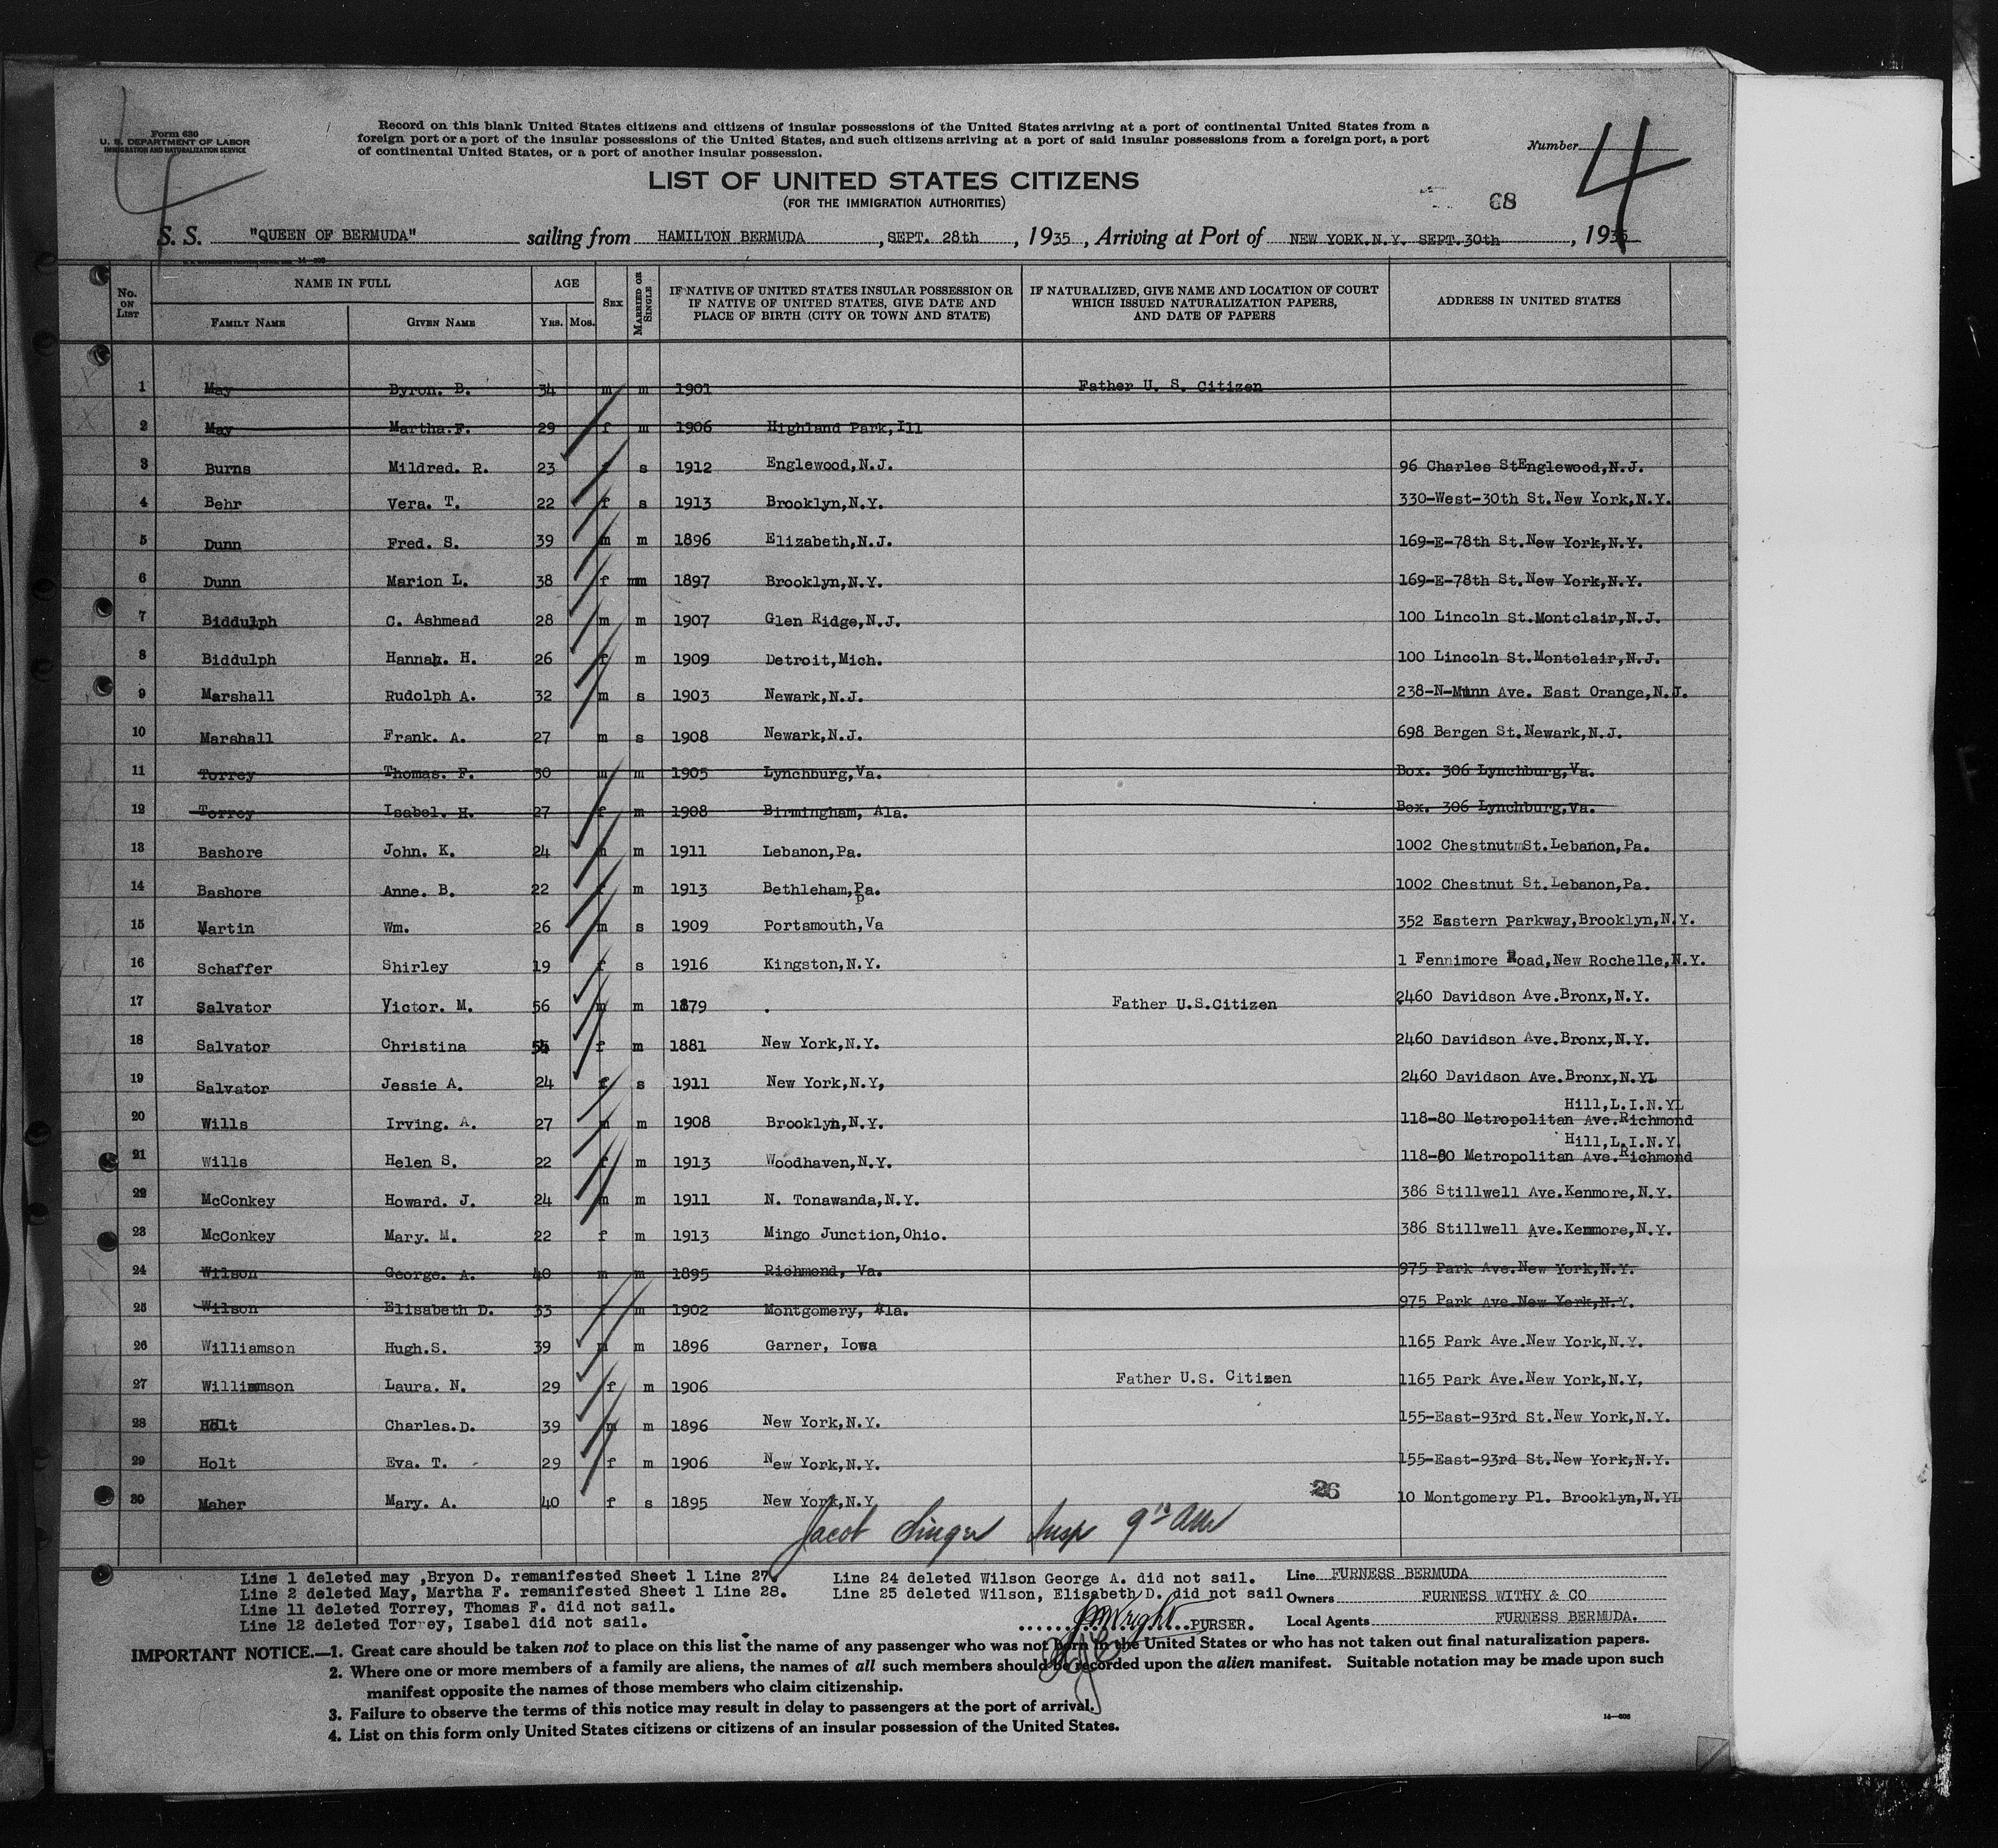 Form 630
U. S. DEPARTMENT OF LABOR
IMMIGRATION AND NATURALIZATION SERVICE
Record on this blank United States citizens and citizens of insular possessions of the United States arriving at a port of continental United States from a
foreign port or a port of the insular possessions of the United States, and such citizens arriving at a port of said insular possessions from a foreign port, a port
of continental United States, or a port of another insular possession.
Number 4
LIST OF UNITED STATES CITIZENS
(FOR THE IMMIGRATION AUTHORITIES)
68
S. S. "QUEEN OF BERMUDA" sailing from HAMILTON BERMUDA , SEPT. 28th , 1935 , Arriving at Port of NEW YORK.N.Y. SEPT.30th , 1935
No. ON LIST NAME IN FULL FAMILY NAME GIVEN NAME AGE YRS. MOS. SEX MARRIED OR SINGLE IF NATIVE OF UNITED STATES INSULAR POSSESSION OR IF NATIVE OF UNITED STATES, GIVE DATE AND PLACE OF BIRTH (CITY OR TOWN AND STATE) IF NATURALIZED, GIVE NAME AND LOCATION OF COURT WHICH ISSUED NATURALIZATION PAPERS, AND DATE OF PAPERS ADDRESS IN UNITED STATES
1 May Byron. B. 34 m m 1901 Father U. S. Citizen
2 May Martha.F. 29 f m 1906 Highland Park,Ill
3 Burns Mildred. R. 23 f s 1912 Englewood,N.J. 96 Charles StEnglewood,N.J.
4 Behr Vera. T. 22 f s 1913 Brooklyn,N.Y. 330-West-30th St.New York,N.Y.
5 Dunn Fred. S. 39 m m 1896 Elizabeth,N.J. 169-E-78th St.New York,N.Y.
6 Dunn Marion L. 38 f mm 1897 Brooklyn,N.Y. 169-E-78th St.New York,N.Y.
7 Biddulph C. Ashmead 28 m m 1907 Glen Ridge,N.J. 100 Lincoln St.Montclair,N.J.
8 Biddulph Hannah. H. 26 f m 1909 Detroit,Mich. 100 Lincoln St.Montclair,N.J.
9 Marshall Rudolph A. 32 m s 1903 Newark,N.J. 238-N-Munn Ave. East Orange,N.J.
10 Marshall Frank. A. 27 m s 1908 Newark,N.J. 698 Bergen St.Newark,N.J.
11 Torrey Thomas. F. 30 m m 1905 Lynchburg,Va. Box. 306 Lynchburg,Va.
12 Torrey Isabel. H. 27 f m 1908 Birmingham, Ala. Box. 306 Lynchburg,Va.
13 Bashore John. K. 24 m m 1911 Lebanon,Pa. 1002 Chestnut St.Lebanon,Pa.
14 Bashore Anne. B. 22 f m 1913 Bethleham,Pa. 1002 Chestnut St.Lebanon,Pa.
15 Martin Wm. 26 m s 1909 Portsmouth,Va 352 Eastern Parkway,Brooklyn,N.Y.
16 Schaffer Shirley 19 f s 1916 Kingston,N.Y. 1 Fennimore Road,New Rochelle,N.Y.
17 Salvator Victor. M. 56 m m 1879 . Father U.S.Citizen 2460 Davidson Ave.Bronx,N.Y.
18 Salvator Christina f m 1881 New York,N.Y. 2460 Davidson Ave.Bronx,N.Y.
19 Salvator Jessie A. 24 f s 1911 New York,N.Y, 2460 Davidson Ave.Bronx,N.YL
20 Wills Irving. A. 27 m m 1908 Brooklyn,N.Y. 118-80 Metropolitan Ave.Richmond Hill,L.I.N.YL
21 Wills Helen S. 22 f m 1913 Woodhaven,N.Y. 118-80 Metropolitan Ave.Richmond Hill,L.I.N.Y.
22 McConkey Howard. J. 24 m m 1911 N. Tonawanda,N.Y. 386 Stillwell Ave.Kenmore,N.Y.
23 McConkey Mary. M. 22 f m 1913 Mingo Junction,Ohio. 386 Stillwell Ave.Kenmore,N.Y.
24 Wilson George. A. 40 m m 1895 Richmond, Va. 975 Park Ave.New York,N.Y.
25 Wilson Elisabeth D. 33 f m 1902 Montgomery, Ala. 975 Park Ave.New York,N.Y.
26 Williamson Hugh.S. 39 m m 1896 Garner, Iowa 1165 Park Ave.New York,N.Y.
27 Williamson Laura. N. 29 f m 1906 Father U.S. Citizen 1165 Park Ave.New York,N.Y,
28 Holt Charles.D. 39 m m 1896 New York,N.Y. 155-East-93rd St.New York,N.Y.
29 Holt Eva. T. 29 f m 1906 New York,N.Y. 155-East-93rd St.New York,N.Y.
30 Maher Mary. A. 40 f s 1895 New York,N.Y 10 Montgomery Pl. Brooklyn,N.YL
26
Jacob Singer Insp
Line 1 deleted may ,Bryon D. remanifested Sheet 1 Line 27.
Line 2 deleted May, Martha F. remanifested Sheet 1 Line 28.
Line 11 deleted Torrey, Thomas F. did not sail.
Line 12 deleted Torrey, Isabel did not sail.
Line 24 deleted Wilson George A. did not sail.
Line 25 deleted Wilson, Elisabeth D. did not sail
Wright PURSER.
Line FURNESS BERMUDA
Owners FURNESS WITHY & CO
Local Agents FURNESS BERMUDA.
IMPORTANT NOTICE.—1. Great care should be taken not to place on this list the name of any passenger who was not born in the United States or who has not taken out final naturalization papers.
2. Where one or more members of a family are aliens, the names of all such members should be recorded upon the alien manifest. Suitable notation may be made upon such
manifest opposite the names of those members who claim citizenship.
3. Failure to observe the terms of this notice may result in delay to passengers at the port of arrival.
4. List on this form only United States citizens or citizens of an insular possession of the United States.